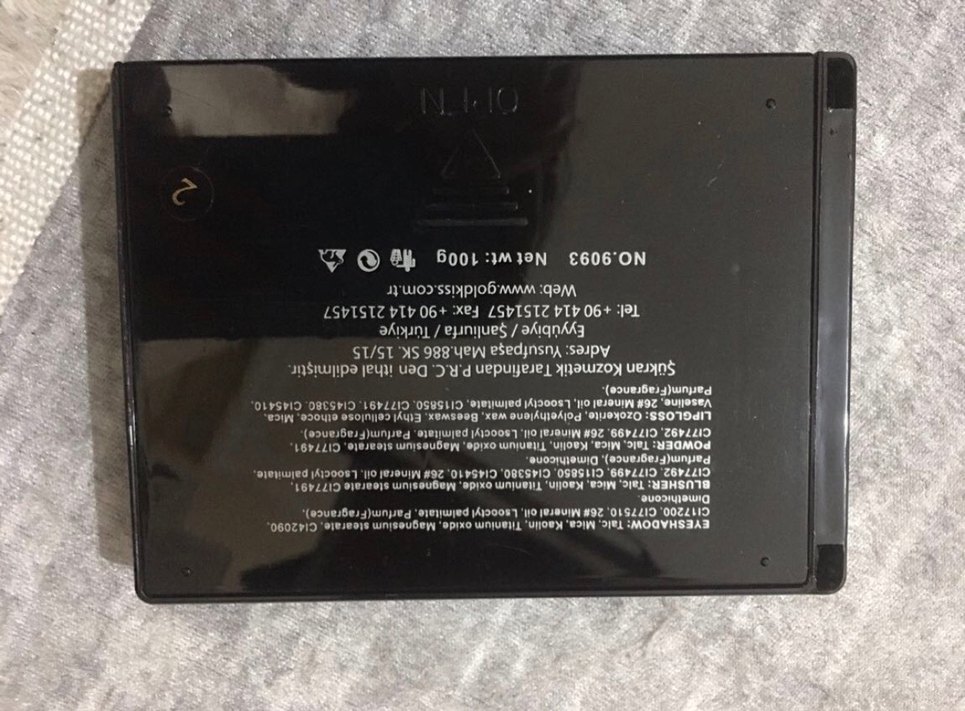 EYESHADOW: Talc, Mica, Kaolin, Titanium oxide, Magnesium stearate, CI42090,
CI17200, CI77510, 26# Mineral oil, Lsooctyl palmitate, Parfum(Fragrance),
Dimethicone
BLUSHER: Talc, Mica, Kaolin, Titanium oxide, Magnesium stearate CI77491,
CI77492, CI77499, CI15850, CI45380, CI45410, 26# Mineral oil, Lsooctyl palmitate,
Parfum(Fragrance), Dimethicone.
POWDER: Talc, Mica, Kaolin, Titanium oxide, Magnesium stearate, CI77491,
CI77492, CI77499, 26# Mineral oil, Lsooctyl palmitate, Parfum(Fragrance).
LIPGLOSS: Ozokerite, Polyethylene wax, Beeswax, Ethyl cellulose ethoce, Mica,
Vaseline, 26# Mineral oil, Lsooctyl palmitate, CI15850, CI77491, CI45380, CI45410,
Parfum(Fragrance).
Şükran Kozmetik Tarafından P.R.C. Den ithal edilmiştir.
Adres: Yusufpaşa Mah.886 SK. 15/15
Eyyübiye / Şanlıurfa / Türkiye
Tel: +90 414 2151457 Fax: +90 414 2151457
Web: www.goldkiss.com.tr
NO.9093 Net wt: 100g
2
OPEN